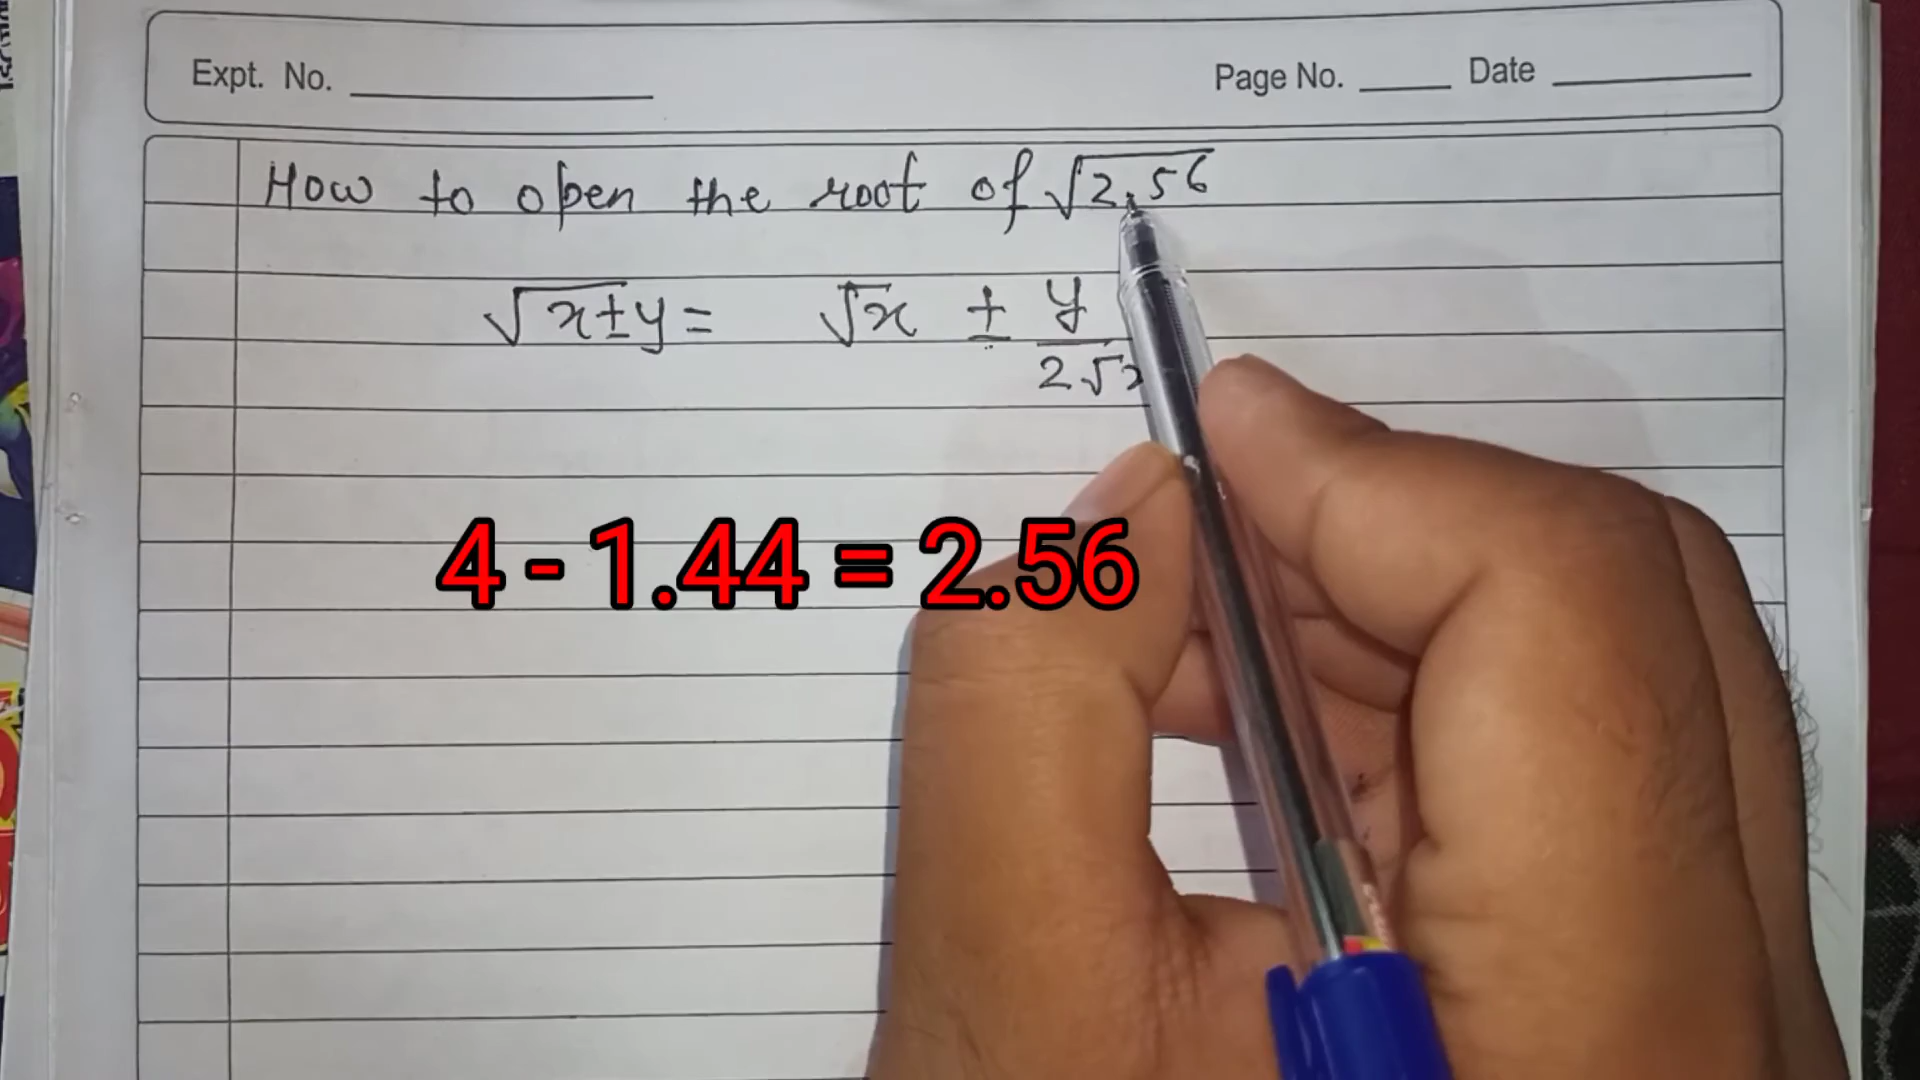 Expt. No. Page No. Date
How to open the root of √2.56
√x±y = √x ± y
2√x
4 - 1.44 = 2.56